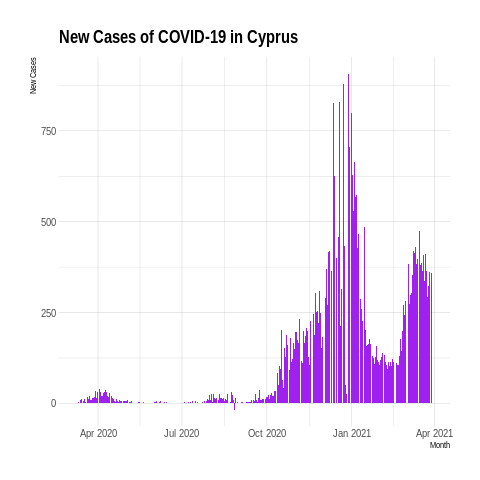 New Cases of COVID-19 in Cyprus
New Cases
750
500
250
0
Apr 2020 Jul 2020 Oct 2020 Jan 2021 Apr 2021
Month